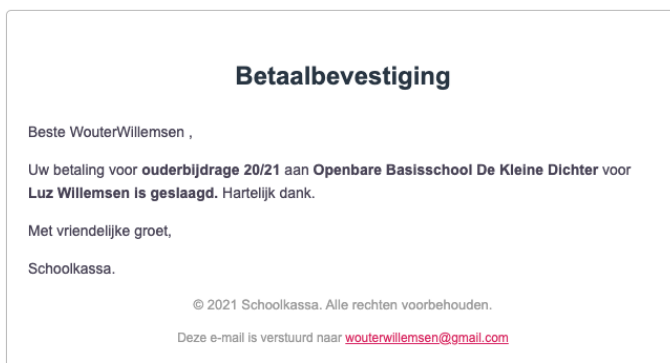 Betaalbevestiging
Beste WouterWillemsen ,
Uw betaling voor ouderbijdrage 20/21 aan Openbare Basisschool De Kleine Dichter voor
Luz Willemsen is geslaagd. Hartelijk dank.
Met vriendelijke groet,
Schoolkassa.
© 2021 Schoolkassa. Alle rechten voorbehouden.
Deze e-mail is verstuurd naar wouterwillemsen@gmail.com